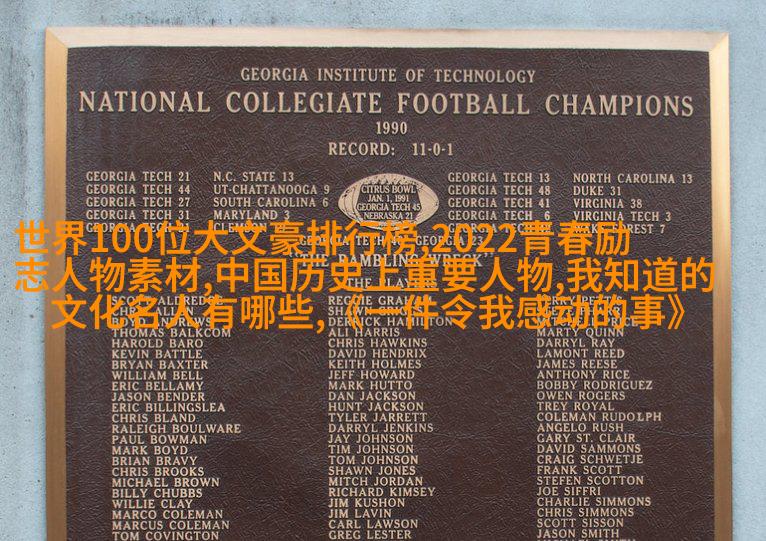 GEORGIA INSTITUTE OF TECHNOLOGY
NATIONAL COLLEGIATE FOOTBALL CHAMPIONS
1990
RECORD: 11-0-1
GEORGIA TECH 21 N.C. STATE 13
GEORGIA TECH 44 UT-CHATTANOOGA 9
GEORGIA TECH 27 SOUTH CAROLINA 6
GEORGIA TECH 31 MARYLAND 3
CITRUS BOWL
JAN. 1, 1991
GEORGIA TECH 45
NEBRASKA 21
GEORGIA TECH 13 NORTH CAROLINA 13
GEORGIA TECH 48 DUKE 31
GEORGIA TECH 41 VIRGINIA 38
GEORGIA TECH 6 VIRGINIA TECH 3
世界100位大文豪排行榜,2022青春励
志人物素材,中国历史上重要人物,我知道的
文化名人有哪些,《一件令我感动的事》
"THE RAMBLING WRECK"
THOMAS BALKCOM
HAROLD BARO
KEVIN BATTLE
BRYAN BAXTER
WILLIAM BELL
ERIC BELLAMY
JASON BENDER
ERIC BILLINGSLEA
CHRIS BLAND
RALEIGH BOULWARE
PAUL BOWMAN
MARK BOYD
BRIAN BRAVY
CHRIS BROOKS
MICHAEL BROWN
BILLY CHUBBS
WILLIE CLAY
MARCO COLEMAN
MARCUS COLEMAN
TOM COVINGTON
ALI HARRIS
CHRIS HAWKINS
DAVID HENDRIX
KEITH HOLMES
JEFF HOWARD
MARK HUTTO
DAN JACKSON
HUNT JACKSON
TYLER JARRETT
DARRYL JENKINS
JAY JOHNSON
TIM JOHNSON
TOM JOHNSON
SHAWN JONES
MITCH JORDAN
RICHARD KIMSEY
JIM KUSHON
JIM LAVIN
CARL LAWSON
GREG LESTER
MARTY QUINN
DARRYL RAY
LAMONT REED
JAMES REESE
ANTHONY RICE
BOBBY RODRIGUEZ
OWEN ROGERS
TREY ROYAL
COLEMAN RUDOLPH
ANGELO RUSH
GARY ST. CLAIR
DAVID SAMMONS
CRAIG SCHWETJE
FRANK SCOTT
STEFEN SCOTTON
JOE SIFFRI
CHARLIE SIMMONS
CHRIS SIMMONS
SCOTT SISSON
JASON SMITH